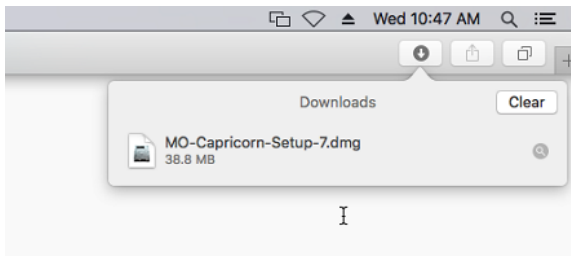 Wed 10:47 AM
Downloads
Clear
MO-Capricorn-Setup-7.dmg
38.8 MB